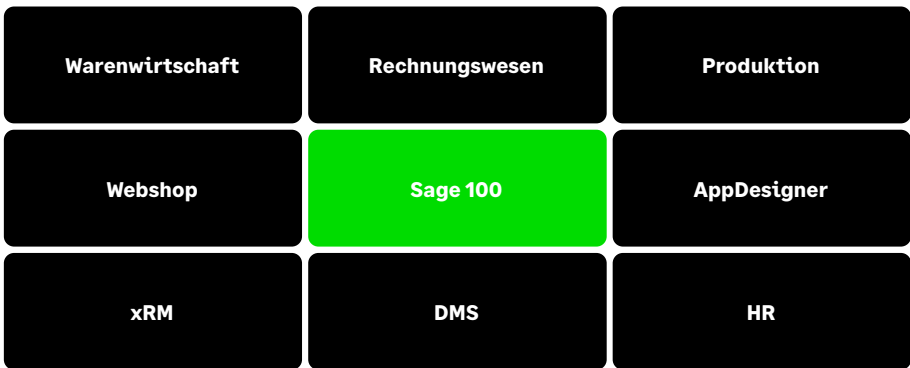 Warenwirtschaft
Rechnungswesen
Produktion
Webshop
Sage 100
AppDesigner
xRM
DMS
HR